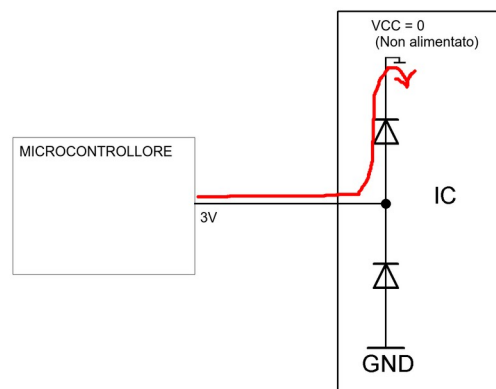 VCC = 0
(Non alimentato)
MICROCONTROLLORE
3V
IC
GND